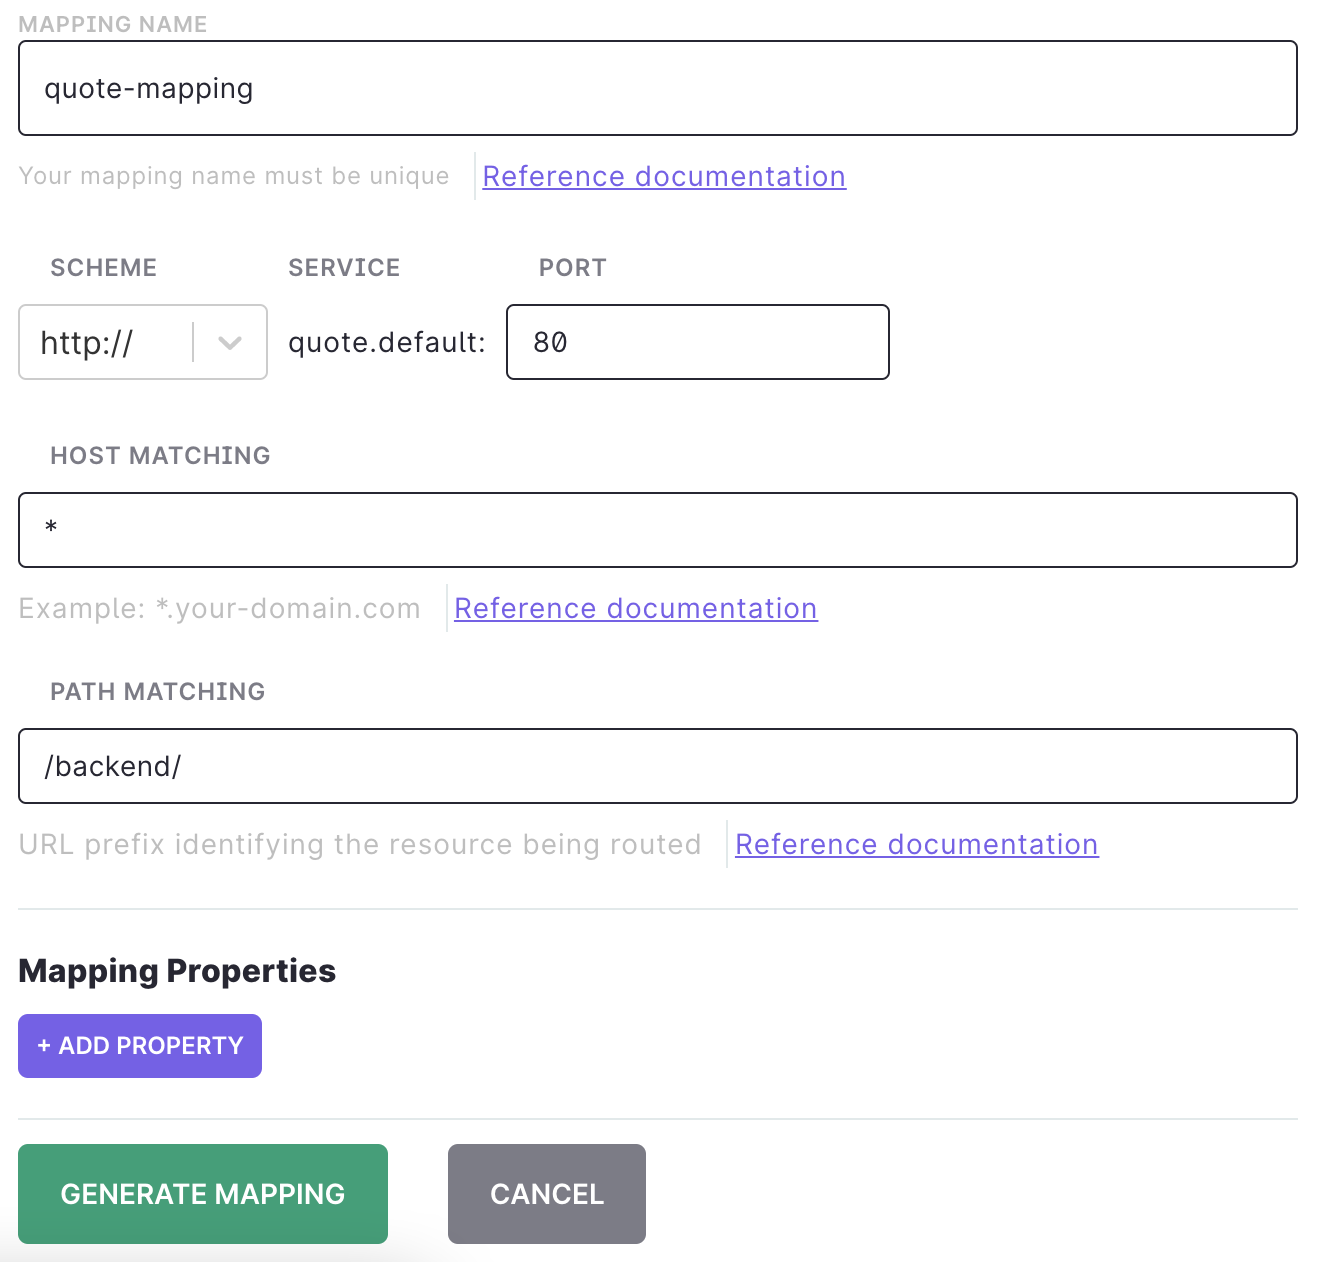 MAPPING NAME
quote-mapping
Your mapping name must be unique Reference documentation
SCHEME SERVICE PORT
http:// quote.default: 80
HOST MATCHING
*
Example: *.your-domain.com Reference documentation
PATH MATCHING
/backend/
URL prefix identifying the resource being routed Reference documentation
Mapping Properties
+ ADD PROPERTY
GENERATE MAPPING CANCEL